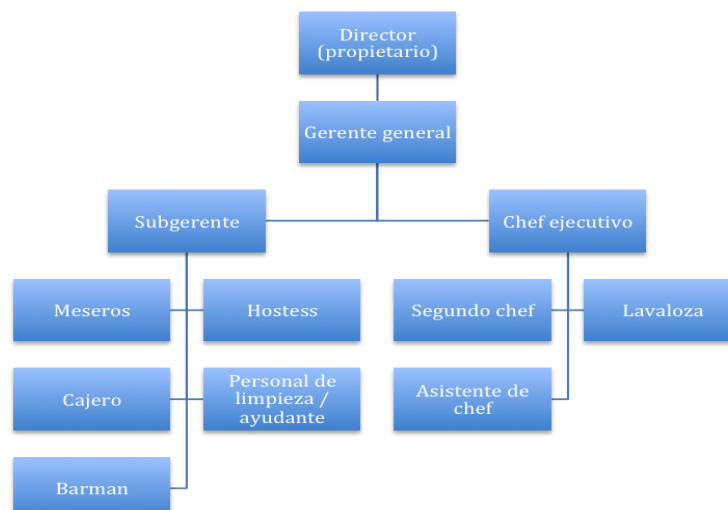 Director
(propietario)
Gerente general
Subgerente
Chef ejecutivo
Meseros
Hostess
Segundo chef
Lavaloza
Cajero
Personal de
limpieza /
ayudante
Asistente de
chef
Barman